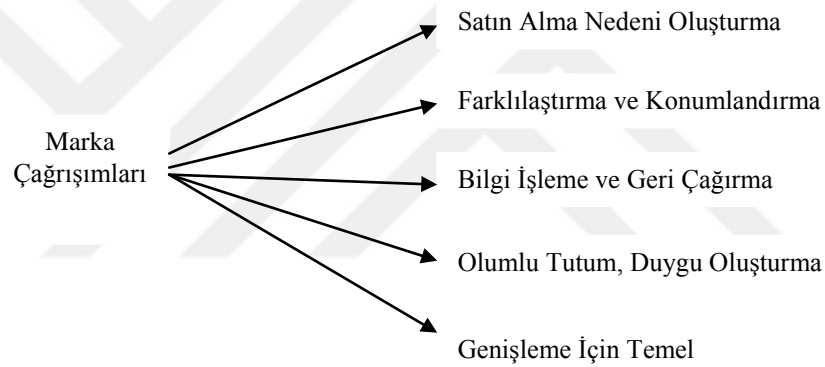 Satın Alma Nedeni Oluşturma
Farklılaştırma ve Konumlandırma
Marka
Çağrışımları
Bilgi İşleme ve Geri Çağırma
Olumlu Tutum, Duygu Oluşturma
Genişleme İçin Temel